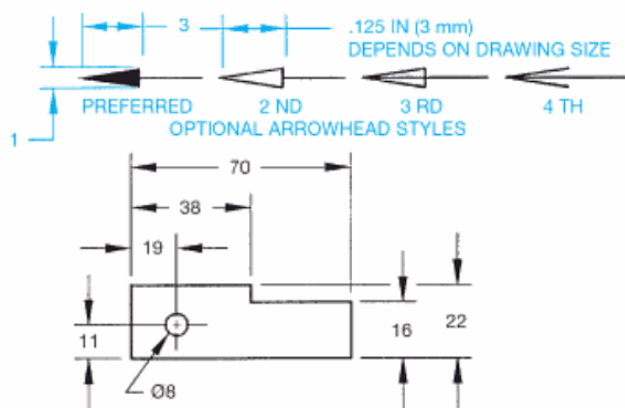 3
.125 IN (3 mm)
DEPENDS ON DRAWING SIZE
PREFERRED
2 ND
3 RD
4 TH
1
OPTIONAL ARROWHEAD STYLES
70
38
19
11
16
22
Ø8